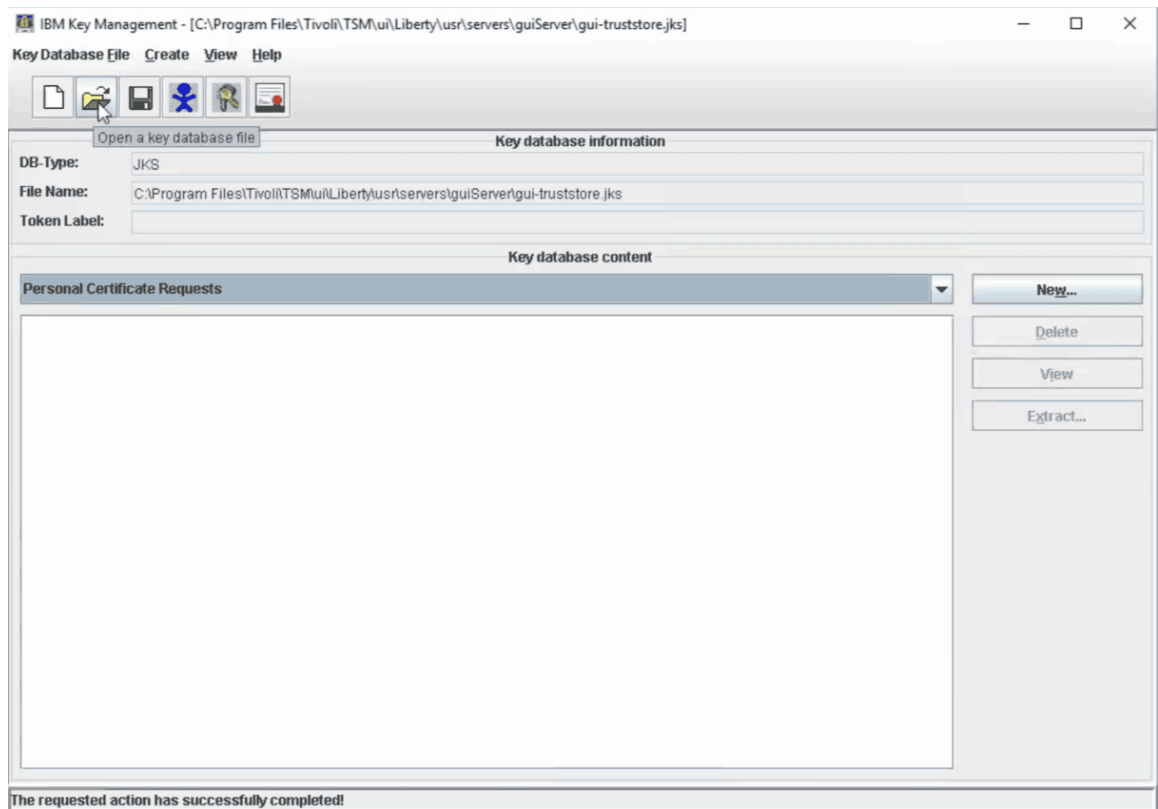 IBM Key Management - [C:\Program Files\Tivoli\TSM\ui\Liberty\usr\servers\guiServer\gui-truststore.jks]
Key Database File Create View Help
Open a key database file
Key database information
DB-Type: JKS
File Name: C:\Program Files\Tivoli\TSM\ui\Liberty\usr\servers\guiServer\gui-truststore.jks
Token Label:
Key database content
Personal Certificate Requests
New...
Delete
View
Extract...
The requested action has successfully completed!